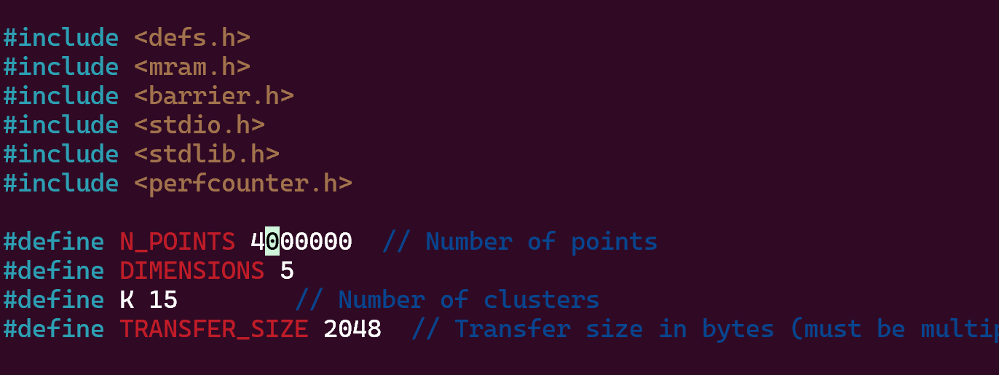 #include <defs.h>
#include <mram.h>
#include <barrier.h>
#include <stdio.h>
#include <stdlib.h>
#include <perfcounter.h>
#define N_POINTS 4000000  // Number of points
#define DIMENSIONS 5
#define K 15        // Number of clusters
#define TRANSFER_SIZE 2048  // Transfer size in bytes (must be multip